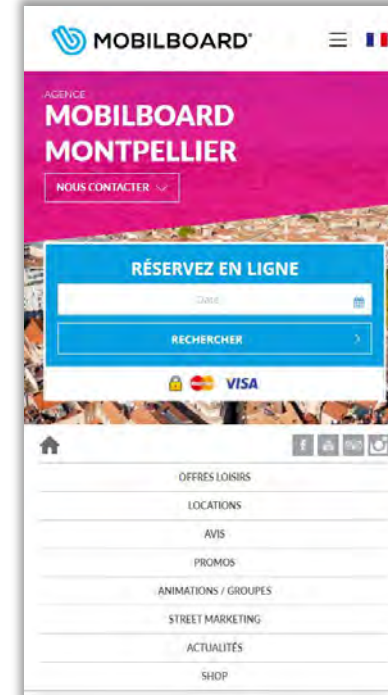 MOBILBOARD
AGENCE
MOBILBOARD
MONTPELLIER
NOUS CONTACTER
RÉSERVEZ EN LIGNE
Date
RECHERCHER
VISA
OFFRES LOISIRS
LOCATIONS
AVIS
PROMOS
ANIMATIONS / GROUPES
STREET MARKETING
ACTUALITÉS
SHOP